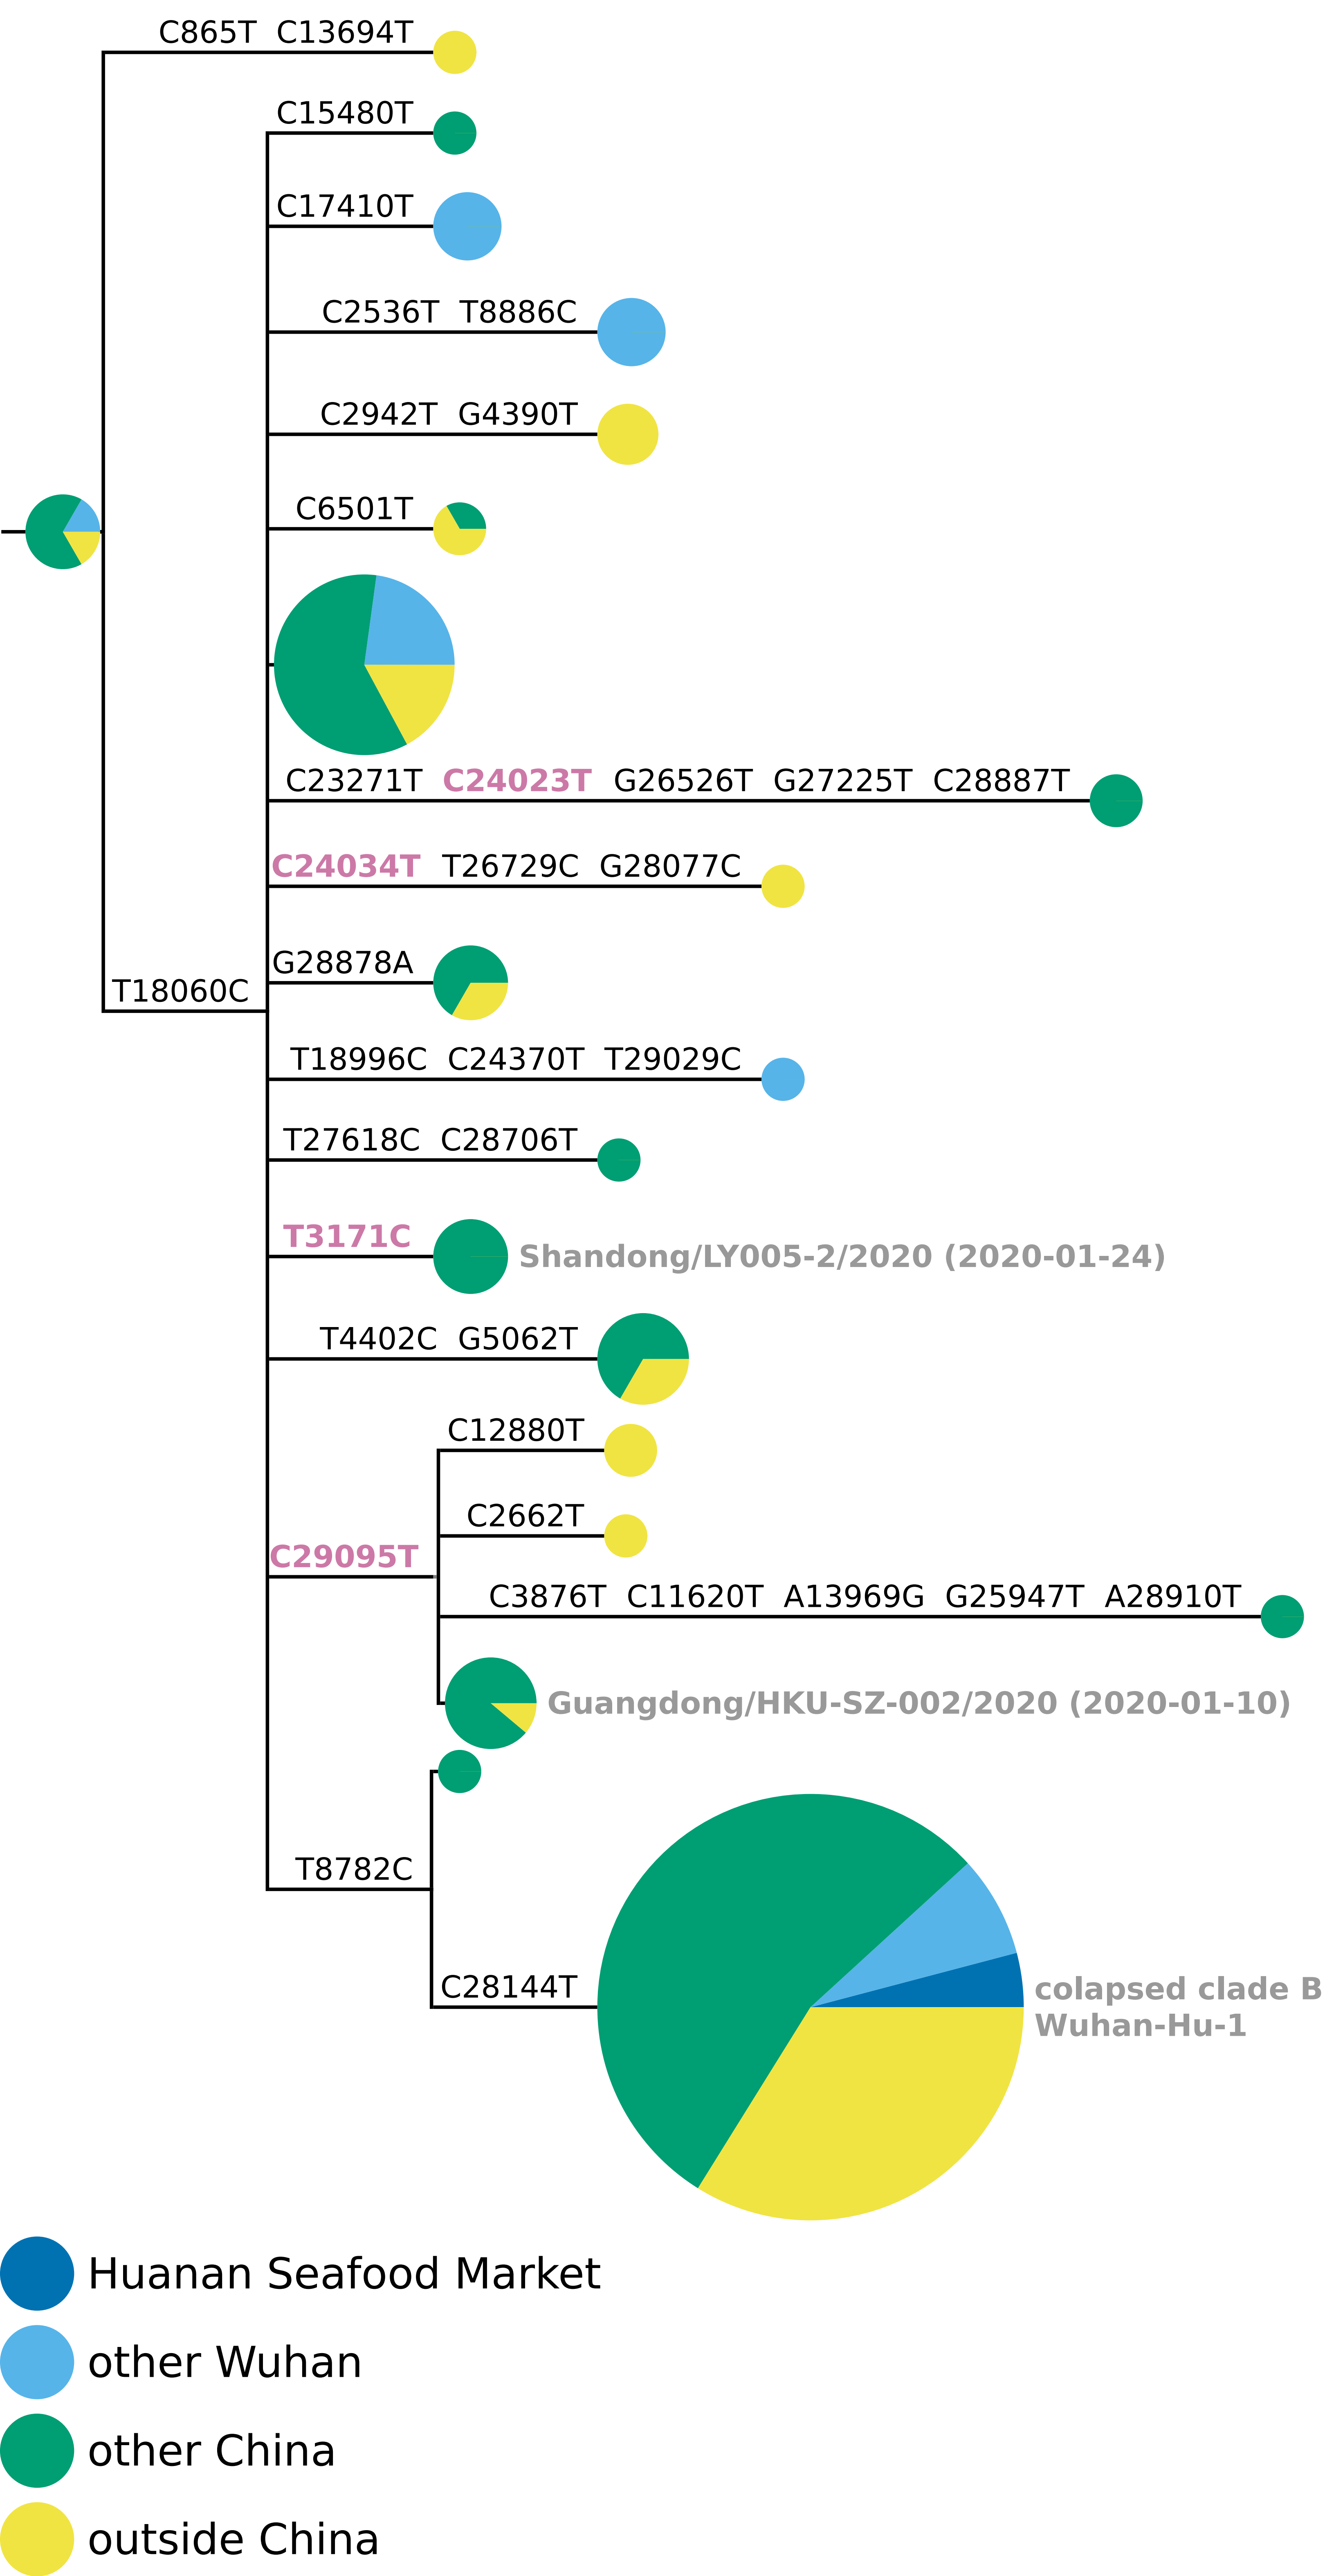 C865T C13694T
C15480T
C17410T
C2536T T8886C
C2942T G4390T
C6501T
C23271T C24023T G26526T G27225T C28887T
C24034T T26729C G28077C
G28878A
T18060C
T18996C C24370T T29029C
T27618C C28706T
T3171C
Shandong/LY005-2/2020 (2020-01-24)
T4402C G5062T
C12880T
C2662T
C29095T
C3876T C11620T A13969G G25947T A28910T
Guangdong/HKU-SZ-002/2020 (2020-01-10)
T8782C
C28144T
colapsed clade B
Wuhan-Hu-1
Huanan Seafood Market
other Wuhan
other China
outside China